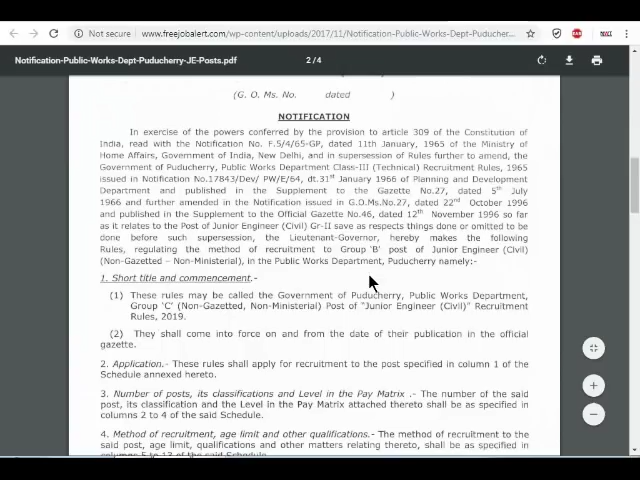 Not secure | www.freejobalert.com/wp-content/uploads/2017/11/Notification-Public-Works-Dept-Puducher...
Notification-Public-Works-Dept-Puducherry-JE-Posts.pdf 2/4
(G. O. Ms. No. dated )
NOTIFICATION
In exercise of the powers conferred by the provision to article 309 of the Constitution of
India, read with the Notification No. F.5/4/65-GP, dated 11th January, 1965 of the Ministry of
Home Affairs, Government of India, New Delhi, and in supersession of Rules further to amend, the
Government of Puducherry, Public Works Department Class-III (Technical) Recruitment Rules, 1965
issued in Notification No.17843/Dev/ PW/E/64, dt.31st January 1966 of Planning and Development
Department and published in the Supplement to the Gazette No.27, dated 5th July
1966 and further amended in the Notification issued in G.O.Ms.No.27, dated 22nd October 1996
and published in the Supplement to the Official Gazette No.46, dated 12th November 1996 so far
as it relates to the Post of Junior Engineer (Civil) Gr-II save as respects things done or omitted to be
done before such supersession, the Lieutenant-Governor, hereby makes the following
Rules, regulating the method of recruitment to Group 'B' post of Junior Engineer (Civil)
(Non-Gazetted – Non-Ministerial), in the Public Works Department, Puducherry namely:-
1. Short title and commencement.-
(1) These rules may be called the Government of Puducherry, Public Works Department,
Group 'C' (Non-Gazetted, Non-Ministerial) Post of "Junior Engineer (Civil)" Recruitment
Rules, 2019.
(2) They shall come into force on and from the date of their publication in the official
gazette.
2. Application.- These rules shall apply for recruitment to the post specified in column 1 of the
Schedule annexed hereto.
3. Number of posts, its classifications and Level in the Pay Matrix .- The number of the said
post, its classification and the Level in the Pay Matrix attached thereto shall be as specified in
columns 2 to 4 of the said Schedule.
4. Method of recruitment, age limit and other qualifications.- The method of recruitment to the
said post, age limit, qualifications and other matters relating thereto, shall be as specified in
columns 5 to 13 of the said Schedule.